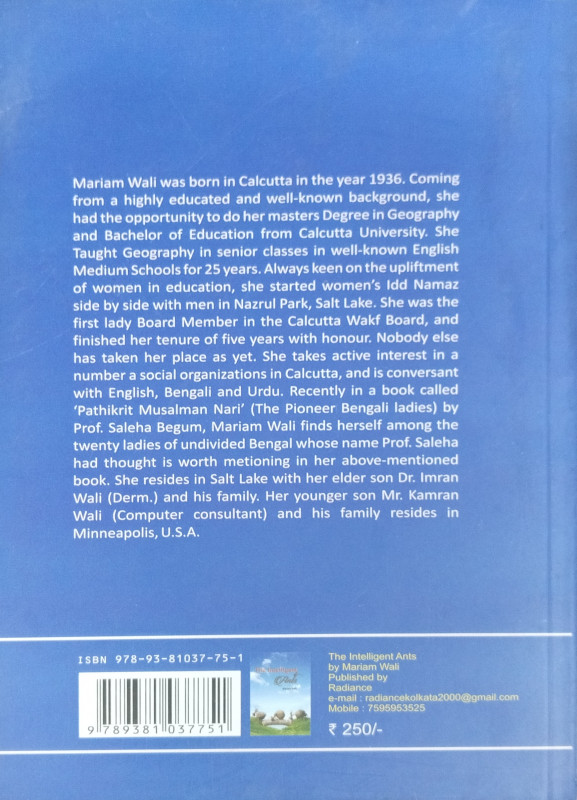 Mariam Wali was born in Calcutta in the year 1936. Coming
from a highly educated and well-known background, she
had the opportunity to do her masters Degree in Geography
and Bachelor of Education from Calcutta University. She
Taught Geography in senior classes in well-known English
Medium Schools for 25 years. Always keen on the upliftment
of women in education, she started women's Idd Namaz
side by side with men in Nazrul Park, Salt Lake. She was the
first lady Board Member in the Calcutta Wakf Board, and
finished her tenure of five years with honour. Nobody else
has taken her place as yet. She takes active interest in a
number a social organizations in Calcutta, and is conversant
with English, Bengali and Urdu. Recently in a book called
'Pathikrit Musalman Nari' (The Pioneer Bengali ladies) by
Prof. Saleha Begum, Mariam Wali finds herself among the
twenty ladies of undivided Bengal whose name Prof. Saleha
had thought is worth metioning in her above-mentioned
book. She resides in Salt Lake with her elder son Dr. Imran
Wali (Derm.) and his family. Her younger son Mr. Kamran
Wali (Computer consultant) and his family resides in
Minneapolis, U.S.A.
ISBN 978-93-81037-75-1
9 789381 037751
The Intelligent Ants
by Mariam Wali
Published by
Radiance
e-mail : radiancekolkata2000@gmail.com
Mobile : 7595953525
₹ 250/-